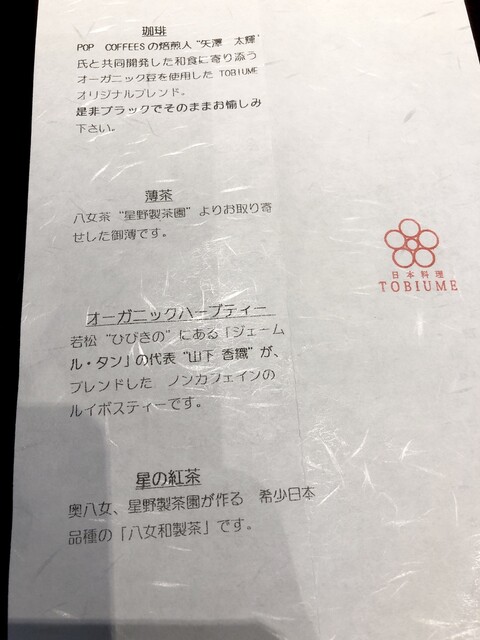 珈琲
POP COFFEESの焙煎人"矢澤 太輝"
氏と共同開発した和食に寄り添う
オーガニック豆を使用した TOBIUME
オリジナルブレンド。
是非ブラックでそのままお愉しみ
下さい。
薄茶
八女茶 "星野製茶園" よりお取り寄
せした御薄です。
オーガニックハーブティー
若松 "ひびきの" にある「ジェーム
ル・タン」の代表 "山下 香織" が、
ブレンドした ノンカフェインの
ルイボスティーです。
星の紅茶
奥八女、星野製茶園が作る 希少日本
品種の「八女和製茶」です。
日本料理
TOBIUME